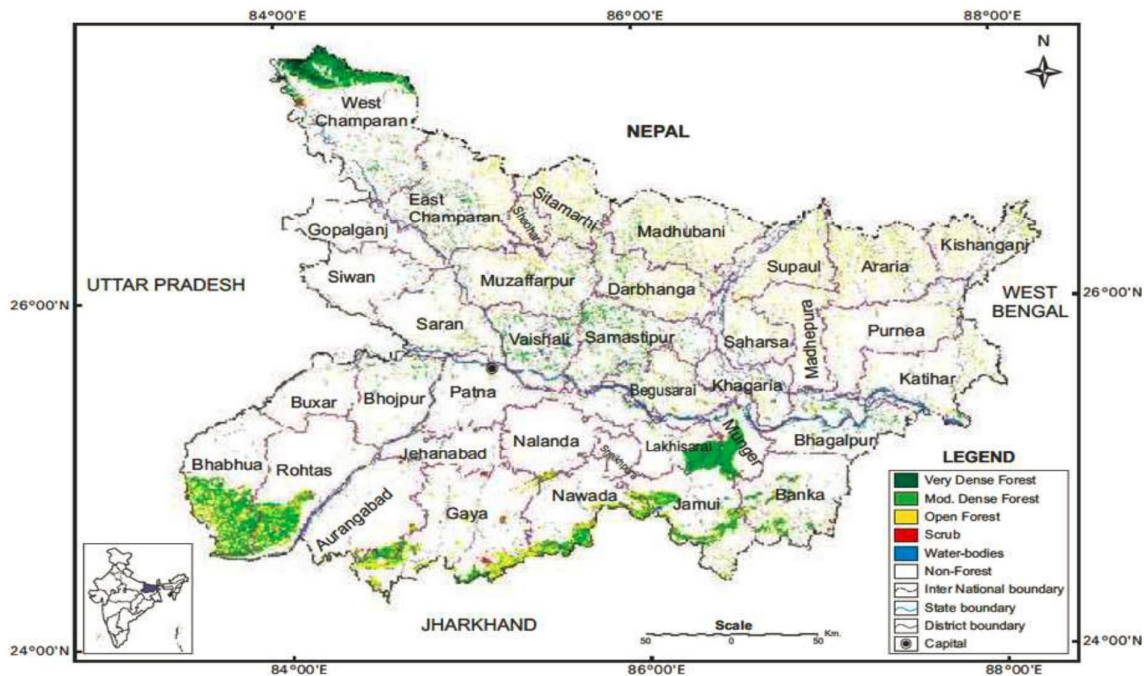 84°00'E
86°00'E
88°00'E
N
West
Champaran
NEPAL
East
Champaran
Sheohar
Sitamarhi
Gopalganj
Madhubani
Kishanganj
Siwan
Supaul
Araria
UTTAR PRADESH
Muzaffarpur
Darbhanga
26°00'N
26°00'N
WEST
BENGAL
Saran
Vaishali
Samastipur
Saharsa
Madhepura
Purnea
Katihar
Patna
Begusarai
Khagaria
Buxar
Bhojpur
Nalanda
Lakhisarai
Munger
Bhagalpur
Bhabhua
Rohtas
Jehanabad
Aurangabad
Gaya
Nawada
Jamui
Banka
LEGEND
Very Dense Forest
Mod. Dense Forest
Open Forest
Scrub
Water-bodies
Non-Forest
Inter National boundary
State boundary
District boundary
Capital
JHARKHAND
Scale
50
0
50 Km.
24°00'N
24°00'N
84°00'E
86°00'E
88°00'E